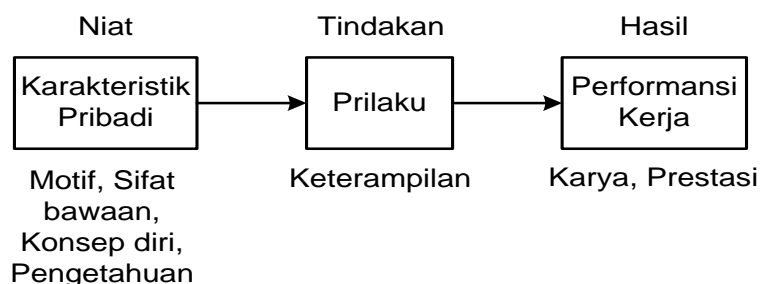 Niat
Tindakan
Hasil
Karakteristik
Pribadi
Prilaku
Performansi
Kerja
Motif, Sifat
bawaan,
Konsep diri,
Pengetahuan
Keterampilan
Karya, Prestasi